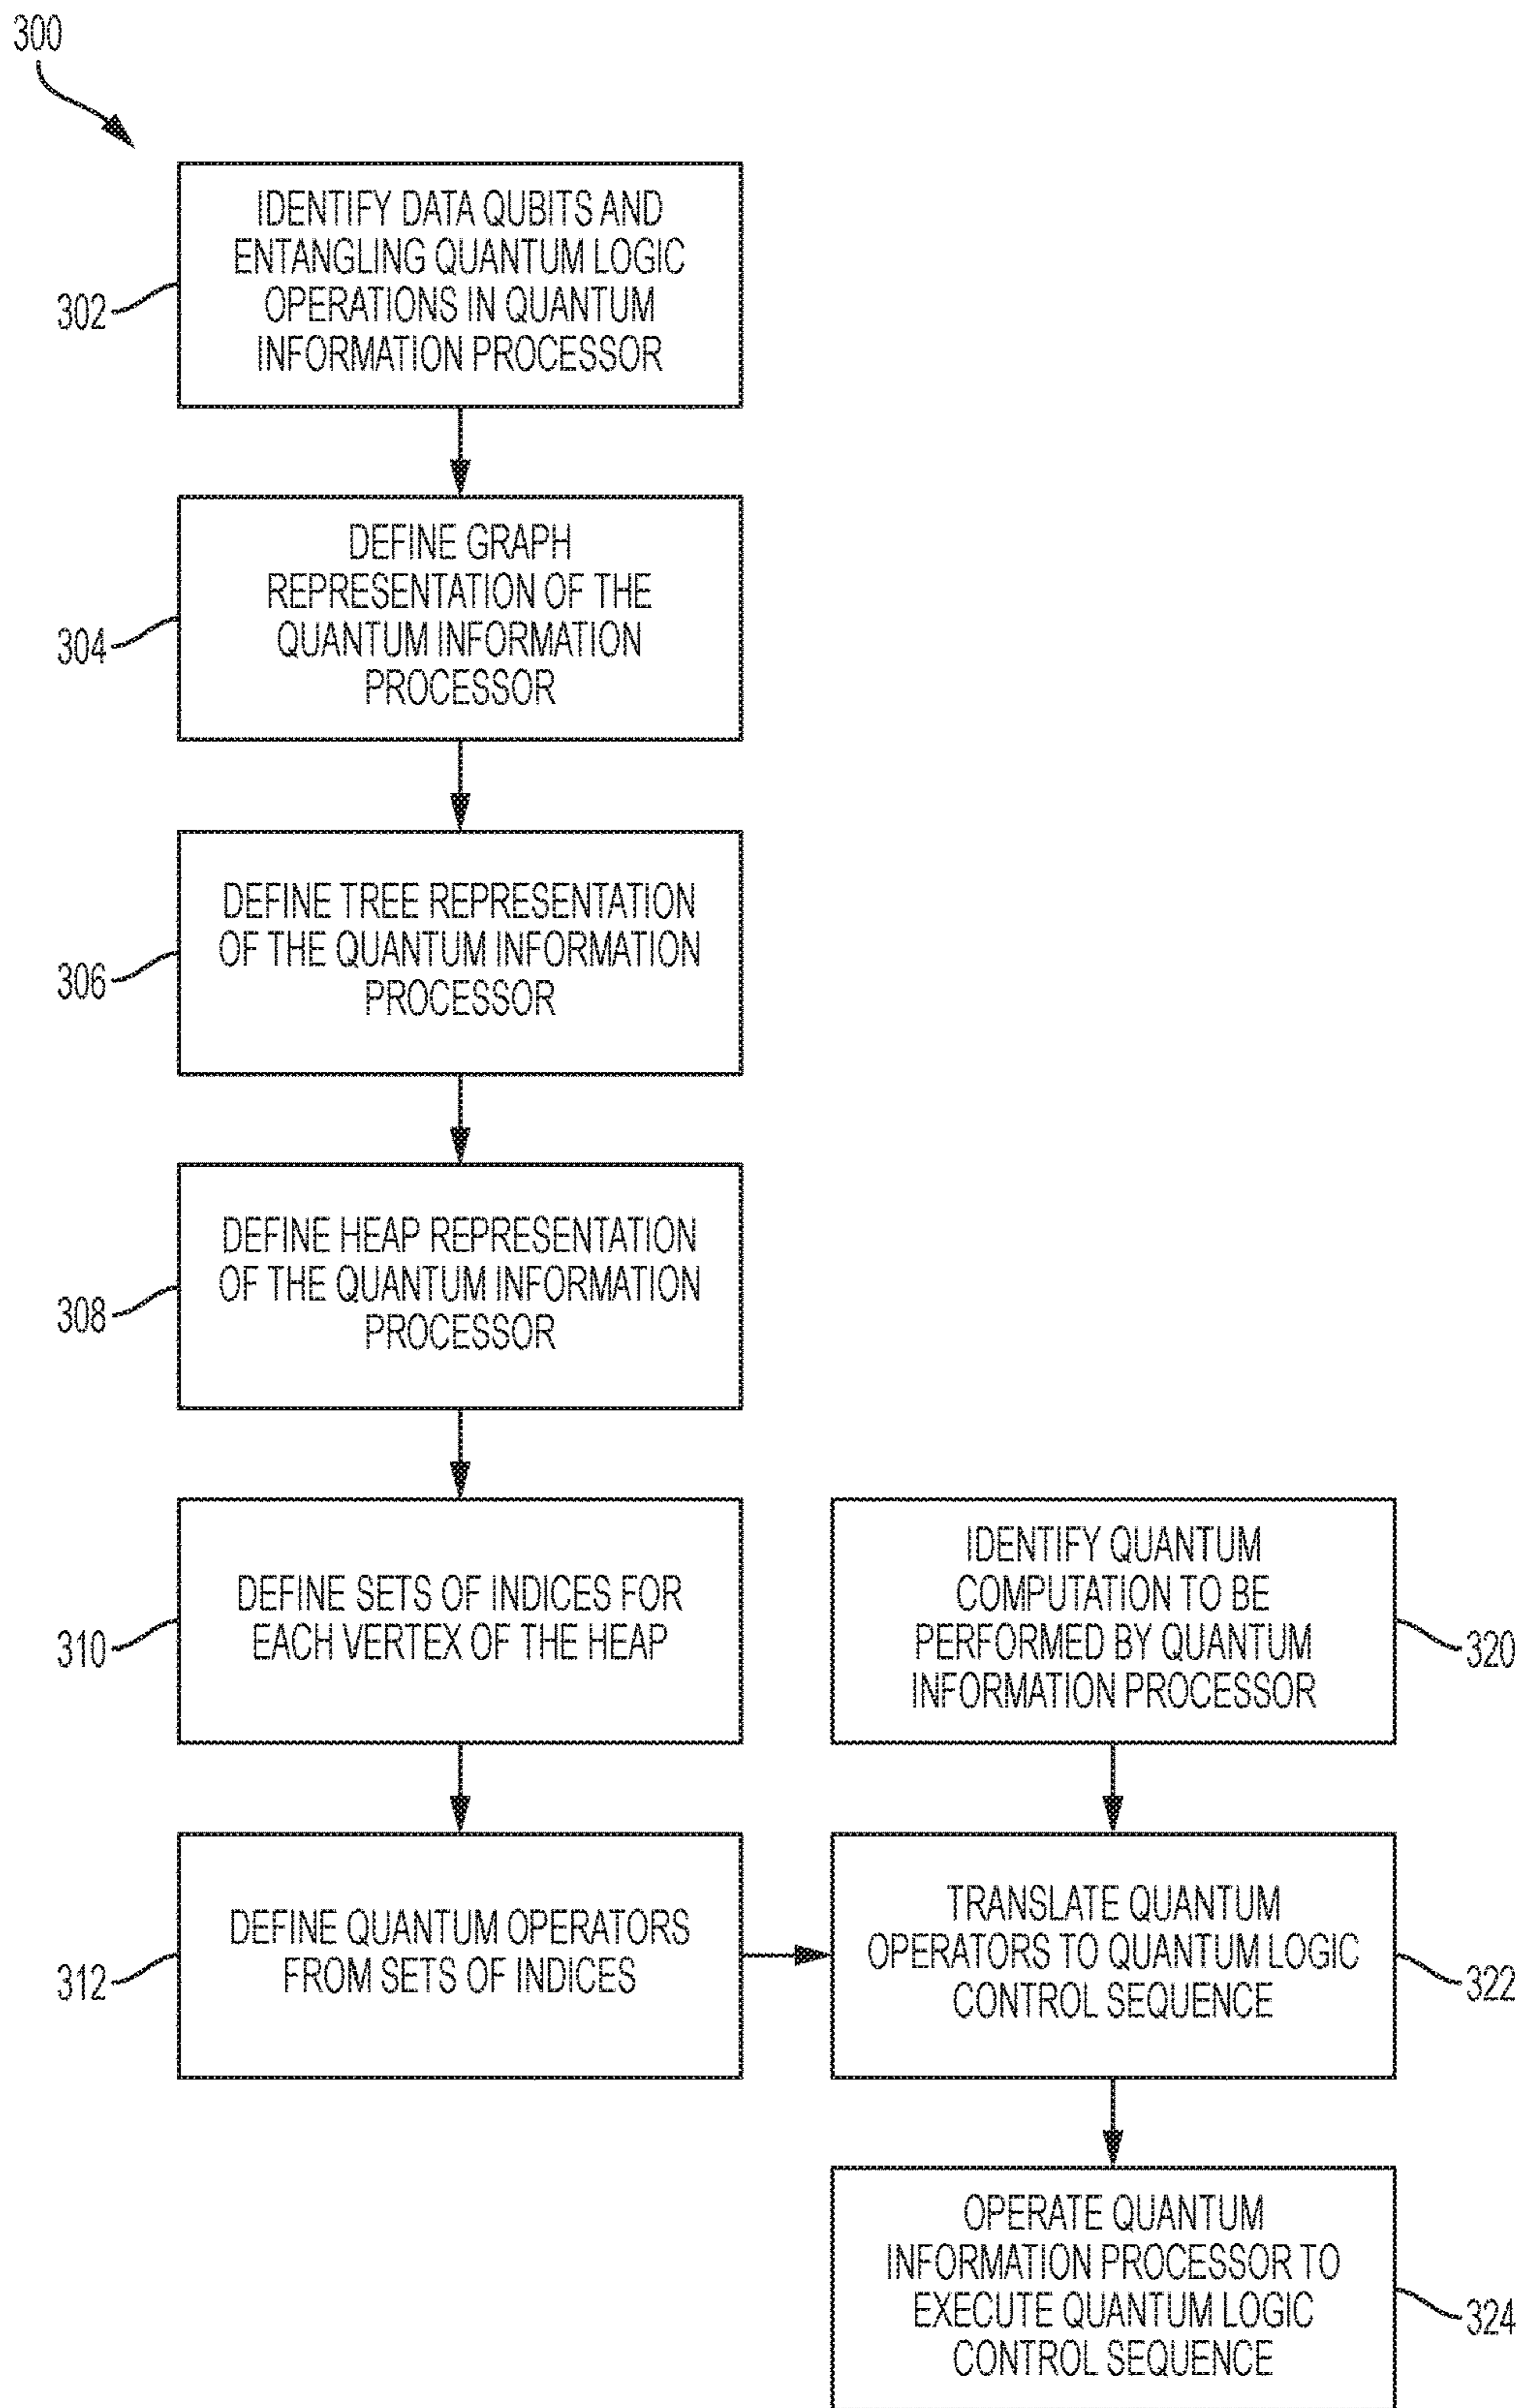 300
IDENTIFY DATA QUBITS AND
ENTANGLING QUANTUM LOGIC
OPERATIONS IN QUANTUM
INFORMATION PROCESSOR
302
DEFINE GRAPH
REPRESENTATION OF THE
QUANTUM INFORMATION
PROCESSOR
304
DEFINE TREE REPRESENTATION
OF THE QUANTUM INFORMATION
PROCESSOR
306
DEFINE HEAP REPRESENTATION
OF THE QUANTUM INFORMATION
PROCESSOR
308
DEFINE SETS OF INDICES FOR
EACH VERTEX OF THE HEAP
310
DEFINE QUANTUM OPERATORS
FROM SETS OF INDICES
312
IDENTIFY QUANTUM
COMPUTATION TO BE
PERFORMED BY QUANTUM
INFORMATION PROCESSOR
320
TRANSLATE QUANTUM
OPERATORS TO QUANTUM LOGIC
CONTROL SEQUENCE
322
OPERATE QUANTUM
INFORMATION PROCESSOR TO
EXECUTE QUANTUM LOGIC
CONTROL SEQUENCE
324